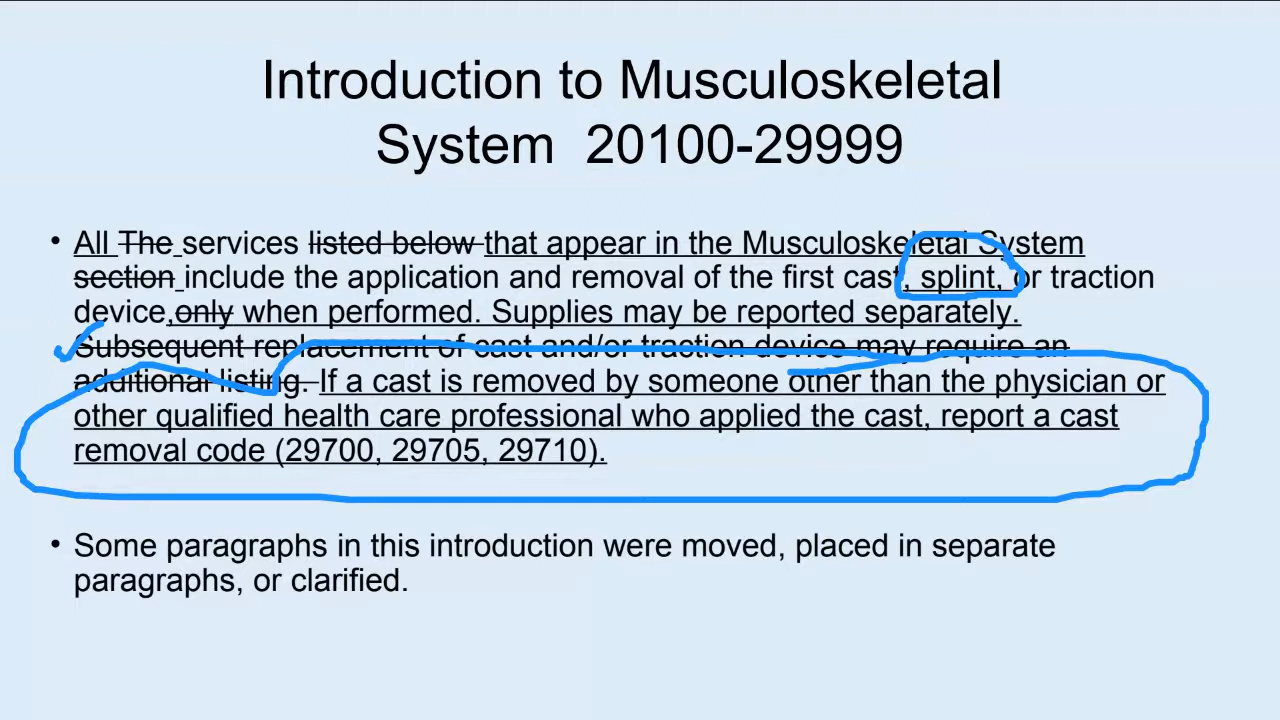 Introduction to Musculoskeletal
System 20100-29999
• All The services listed below that appear in the Musculoskeletal System
section include the application and removal of the first cast, splint, or traction
device,only when performed. Supplies may be reported separately.
Subsequent replacement of cast and/or traction device may require an
additional listing. If a cast is removed by someone other than the physician or
other qualified health care professional who applied the cast, report a cast
removal code (29700, 29705, 29710).
• Some paragraphs in this introduction were moved, placed in separate
paragraphs, or clarified.